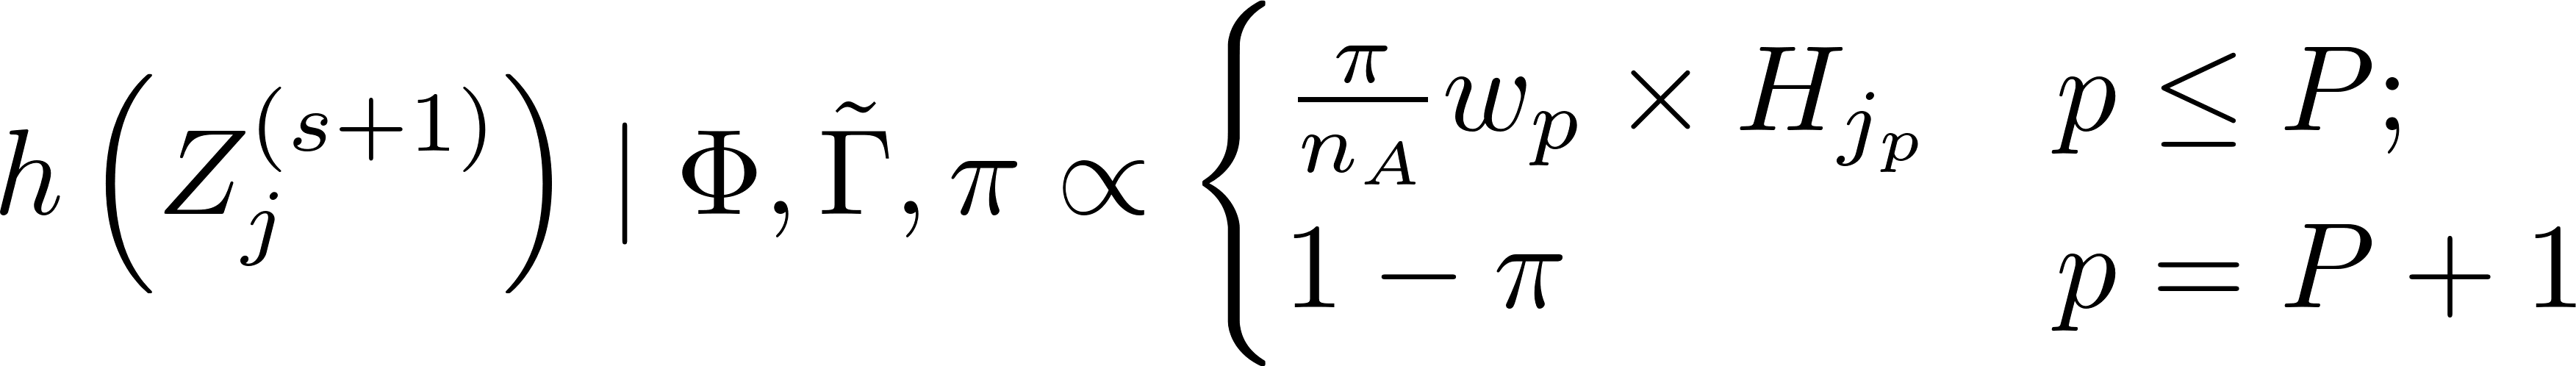 $$h\left(Z_j^{(s+1)}\right) \mid \Phi, \tilde{\Gamma}, \pi \propto \begin{cases} \frac{\pi}{n_A} w_p \times H_{j_p} & p \leq P; \\ 1 - \pi & p = P + 1 \end{cases}$$